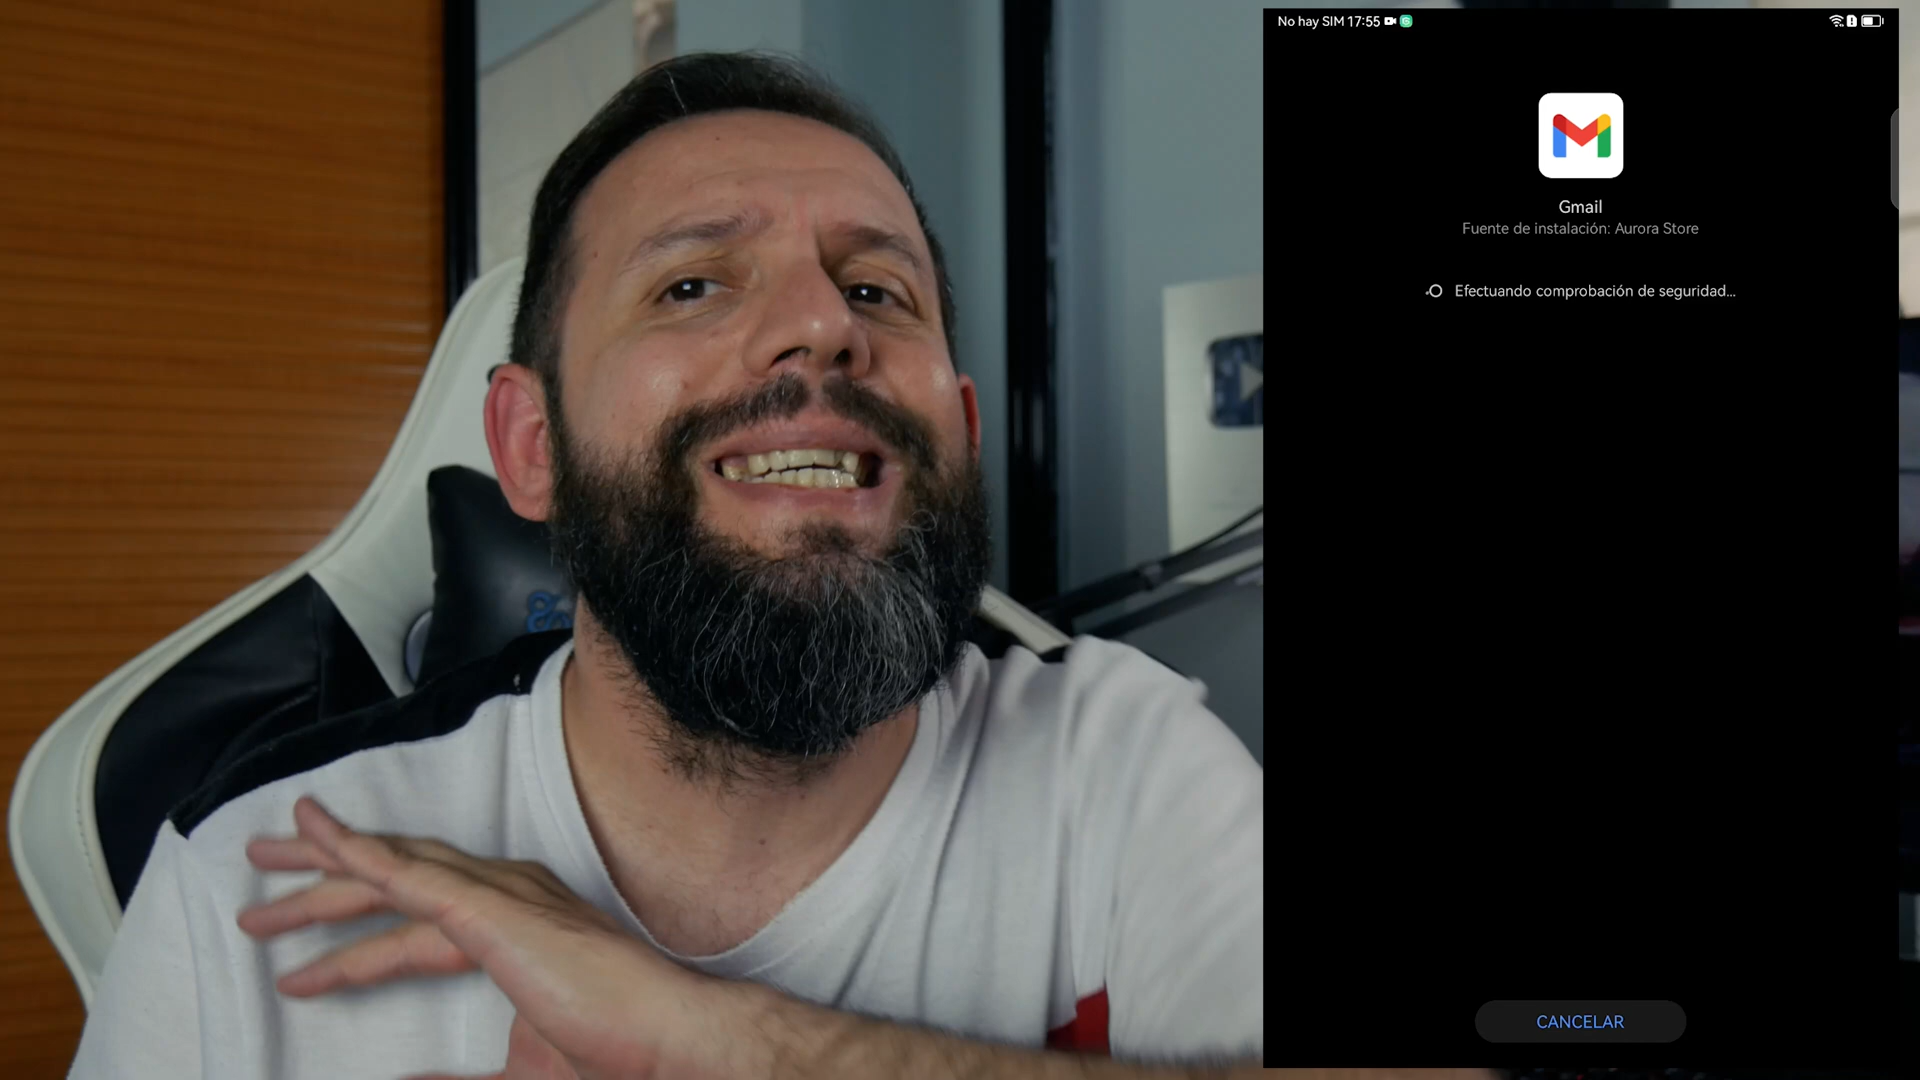 No hay SIM 17:55
Gmail
Fuente de instalación: Aurora Store
Efectuando comprobación de seguridad...
CANCELAR